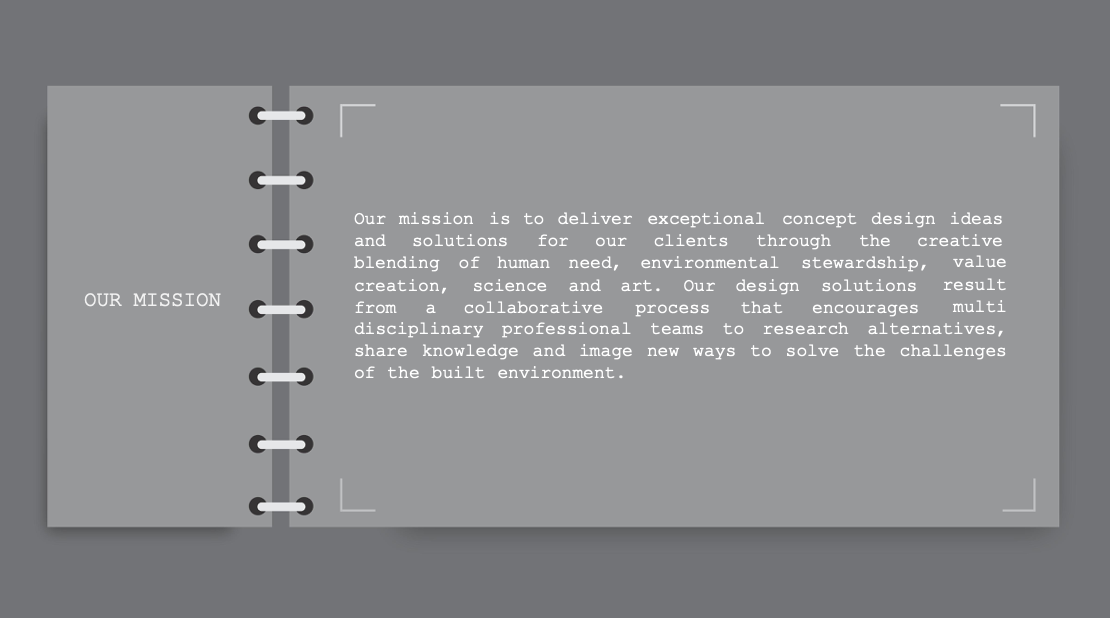 OUR MISSION
Our mission is to deliver exceptional concept design ideas
and solutions for our clients through the creative
blending of human need, environmental stewardship, value
creation, science and art. Our design solutions result
from a collaborative process that encourages multi
disciplinary professional teams to research alternatives,
share knowledge and image new ways to solve the challenges
of the built environment.